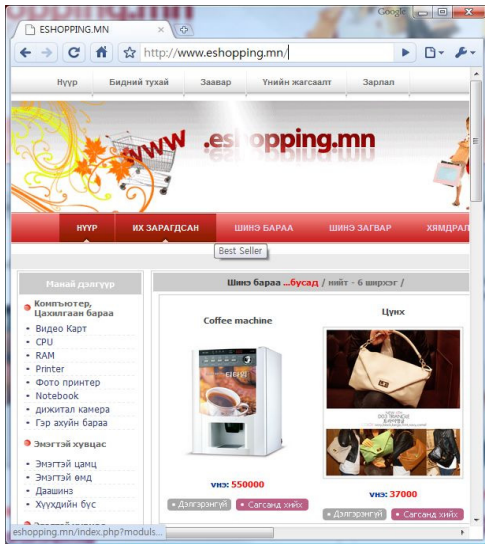 Google
ESHOPPING.MN
http://www.eshopping.mn/
Нүүр Бидний тухай Заавар Үнийн жагсаалт Зарлал
www .eshopping.mn
НҮҮР ИХ ЗАРАГДСАН ШИНЭ БАРАА ШИНЭ ЗАГВАР ХЯМДРАЛ
Best Seller
Манай дэлгүүр
Шинэ бараа ...бусад / нийт - 6 ширхэг /
Компъютер,
Цахилгаан бараа
Видео Карт
CPU
RAM
Printer
Фото принтер
Notebook
дижитал камера
Гэр ахуйн бараа
Эмэгтэй хувцас
Эмэгтэй цамц
Эмэгтэй өмд
Даашинз
Хүүхдийн бүс
Coffee machine
үнэ: 550000
Дэлгэрэнгүй Сагсанд хийх
Цүнх
үнэ: 37000
Дэлгэрэнгүй Сагсанд хийх
eshopping.mn/index.php?moduls...